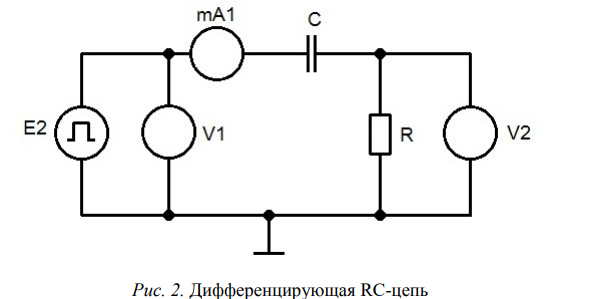 mA1
C
E2
V1
R
V2
Рис. 2. Дифференцирующая RC-цепь